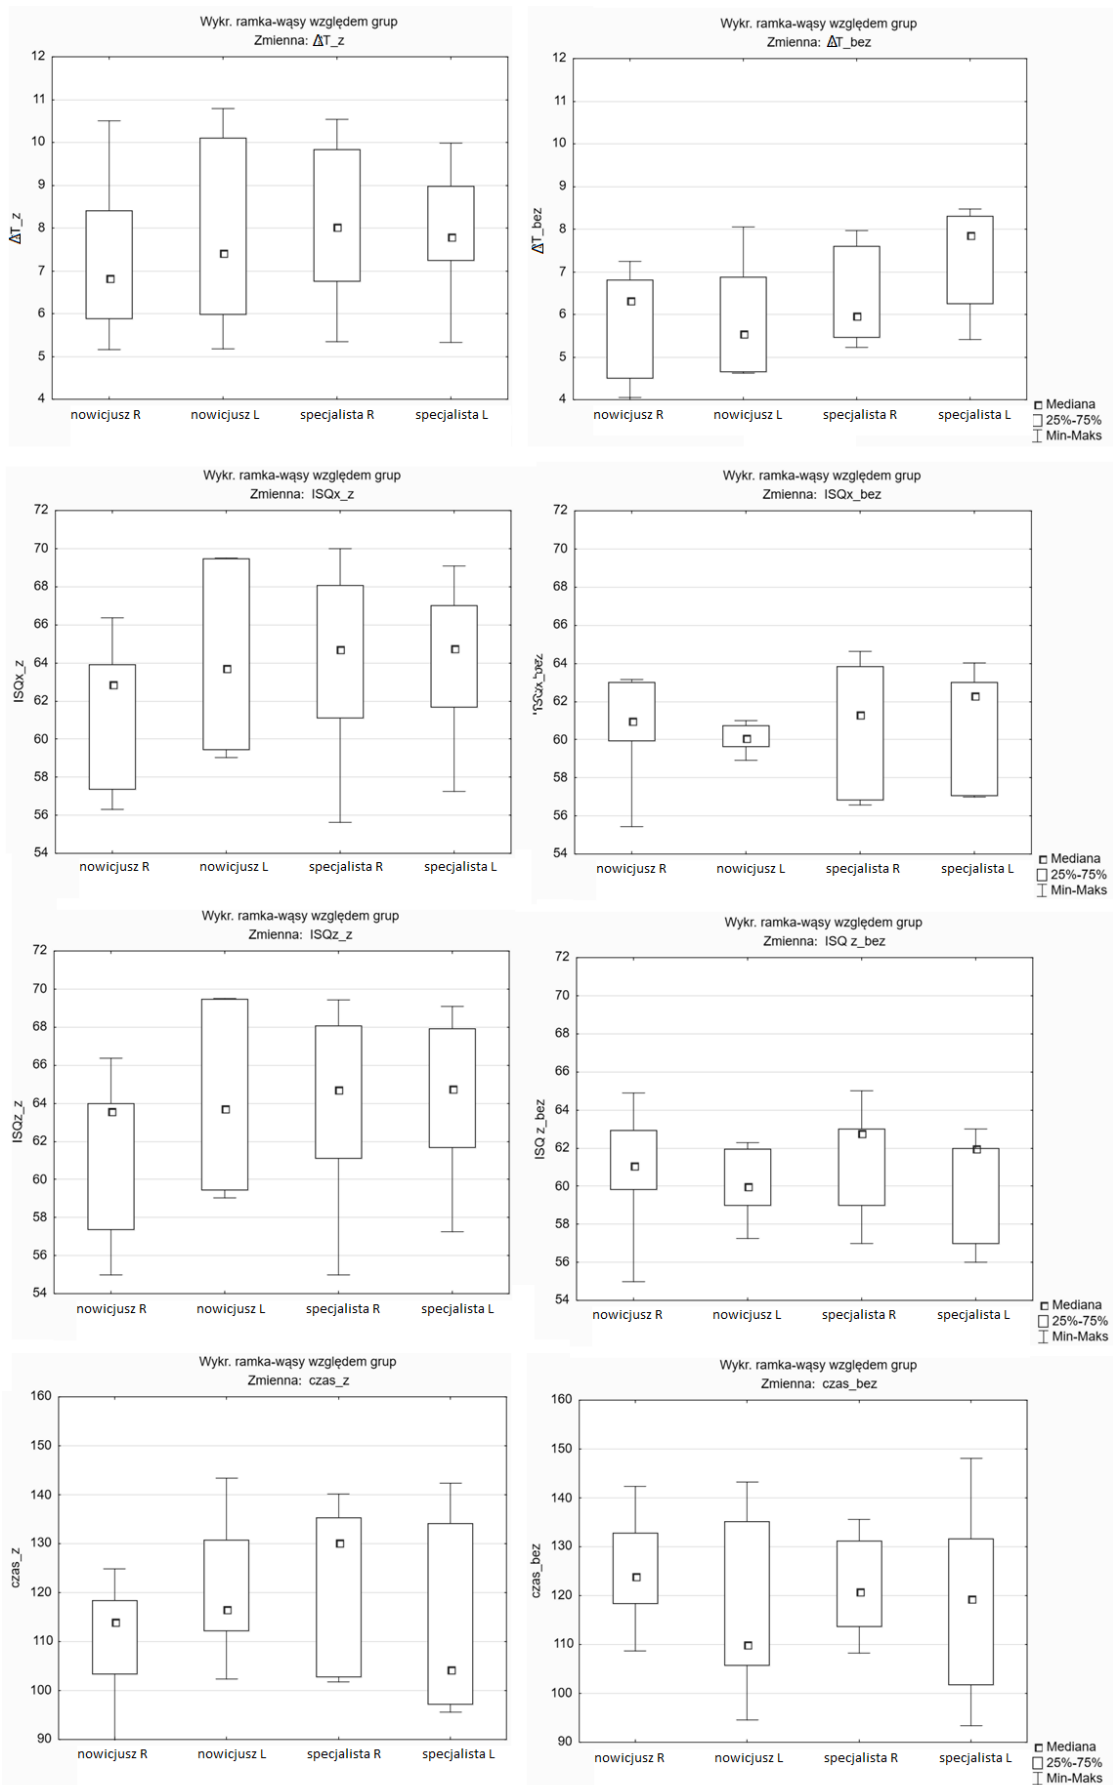 Wykr. ramka-wąsy względem grup
Zmienna: ΔT_z
12
11
10
9
8
7
6
5
4
ΔT_z
nowicjusz R
nowicjusz L
specjalista R
specjalista L
Wykr. ramka-wąsy względem grup
Zmienna: ΔT_bez
12
11
10
9
8
7
6
5
4
ΔT_bez
nowicjusz R
nowicjusz L
specjalista R
specjalista L
Mediana
25%-75%
Min-Maks
Wykr. ramka-wąsy względem grup
Zmienna: ISQx_z
72
70
68
66
64
62
60
58
56
54
ISQx_z
nowicjusz R
nowicjusz L
specjalista R
specjalista L
Wykr. ramka-wąsy względem grup
Zmienna: ISQx_bez
72
70
68
66
64
62
60
58
56
54
nowicjusz R
nowicjusz L
specjalista R
specjalista L
Mediana
25%-75%
Min-Maks
Wykr. ramka-wąsy względem grup
Zmienna: ISQz_z
72
70
68
66
64
62
60
58
56
54
ISQz_z
nowicjusz R
nowicjusz L
specjalista R
specjalista L
Wykr. ramka-wąsy względem grup
Zmienna: ISQ z_bez
72
70
68
66
64
62
60
58
56
54
ISQ z_bez
nowicjusz R
nowicjusz L
specjalista R
specjalista L
Mediana
25%-75%
Min-Maks
Wykr. ramka-wąsy względem grup
Zmienna: czas_z
160
150
140
130
120
110
100
90
czas_z
nowicjusz R
nowicjusz L
specjalista R
specjalista L
Wykr. ramka-wąsy względem grup
Zmienna: czas_bez
160
150
140
130
120
110
100
90
czas_bez
nowicjusz R
nowicjusz L
specjalista R
specjalista L
Mediana
25%-75%
Min-Maks